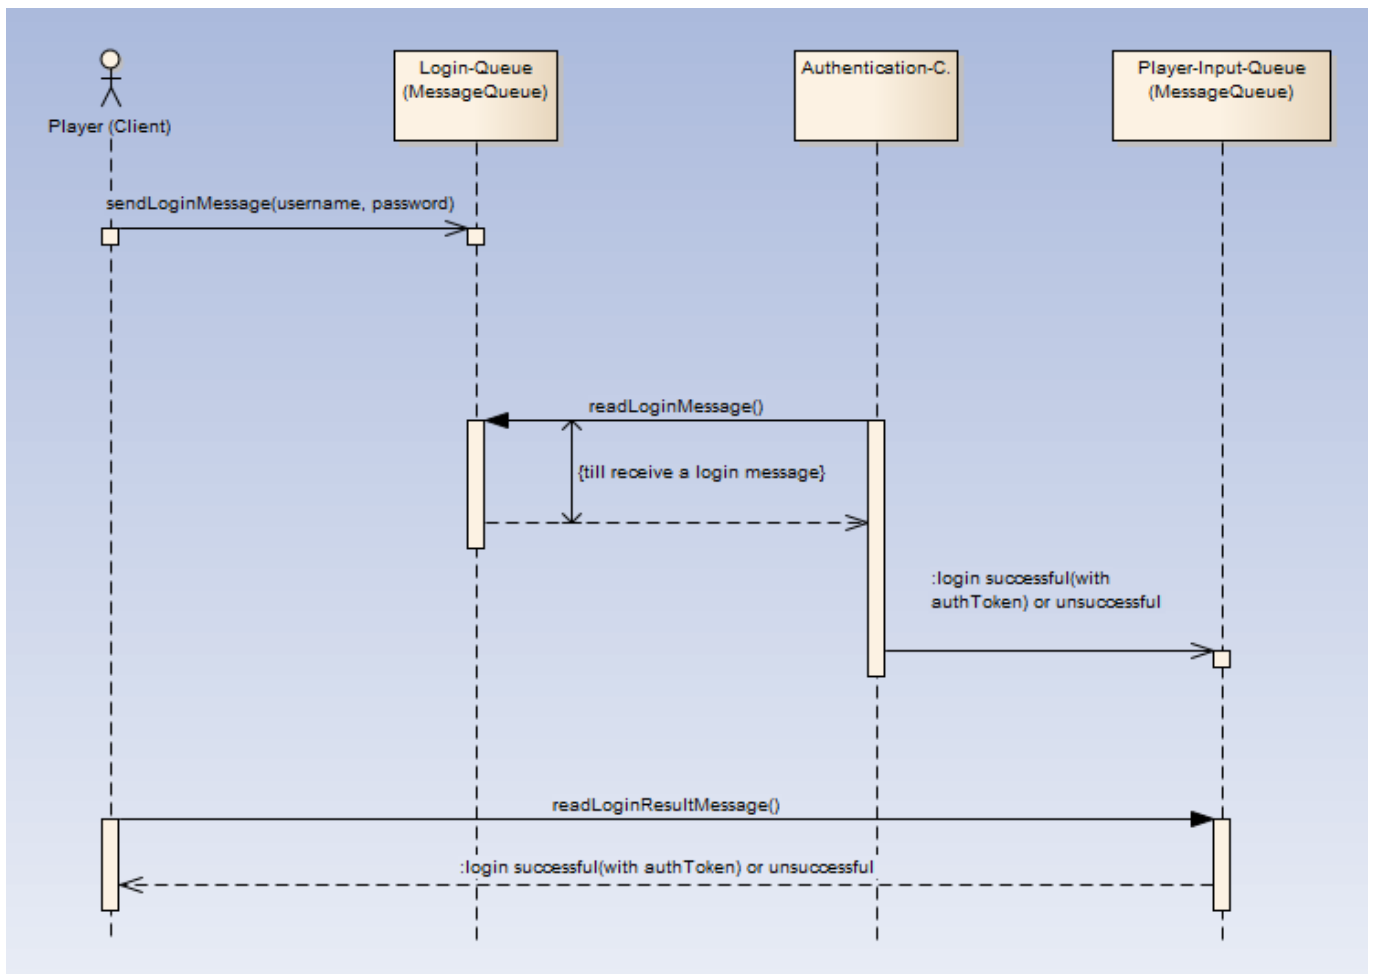 Player (Client)
Login-Queue
(MessageQueue)
Authentication-C.
Player-Input-Queue
(MessageQueue)
sendLoginMessage(username, password)
readLoginMessage()
{till receive a login message}
:login successful(with
authToken) or unsuccessful
readLoginResultMessage()
:login successful(with authToken) or unsuccessful